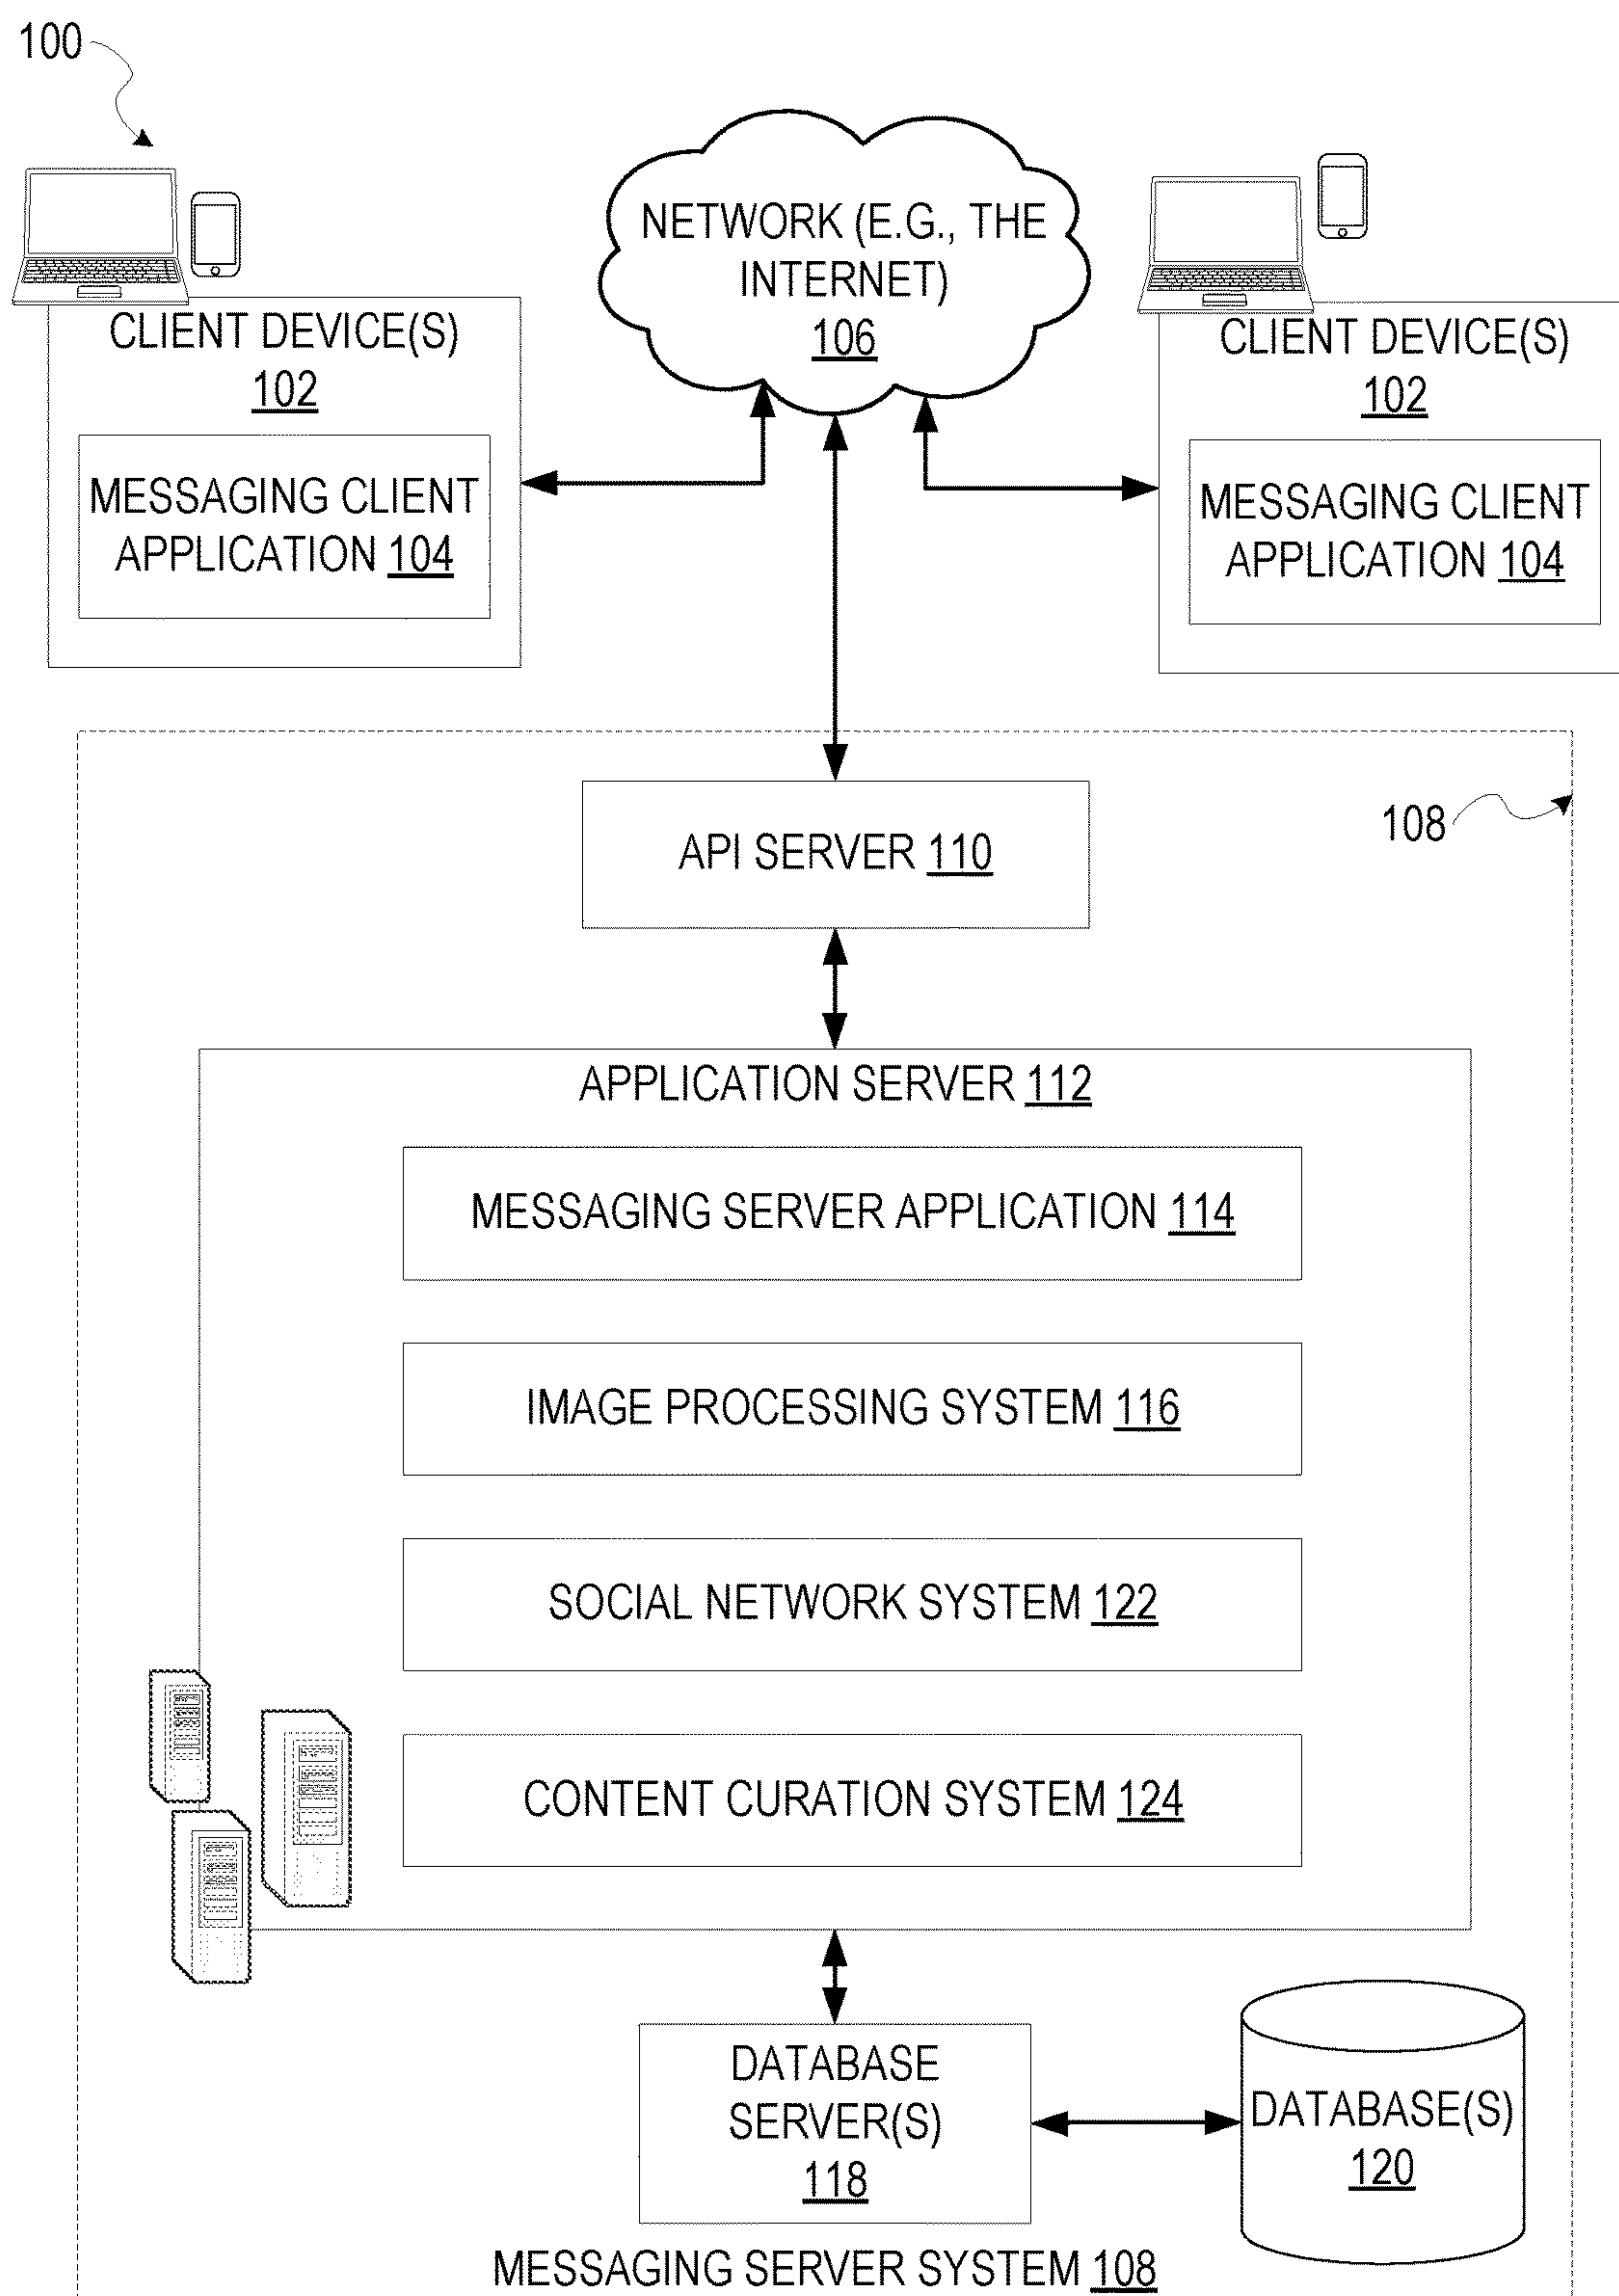 100
NETWORK (E.G., THE
INTERNET)
106
CLIENT DEVICE(S)
102
MESSAGING CLIENT
APPLICATION 104
CLIENT DEVICE(S)
102
MESSAGING CLIENT
APPLICATION 104
108
API SERVER 110
APPLICATION SERVER 112
MESSAGING SERVER APPLICATION 114
IMAGE PROCESSING SYSTEM 116
SOCIAL NETWORK SYSTEM 122
CONTENT CURATION SYSTEM 124
DATABASE
SERVER(S)
118
DATABASE(S)
120
MESSAGING SERVER SYSTEM 108